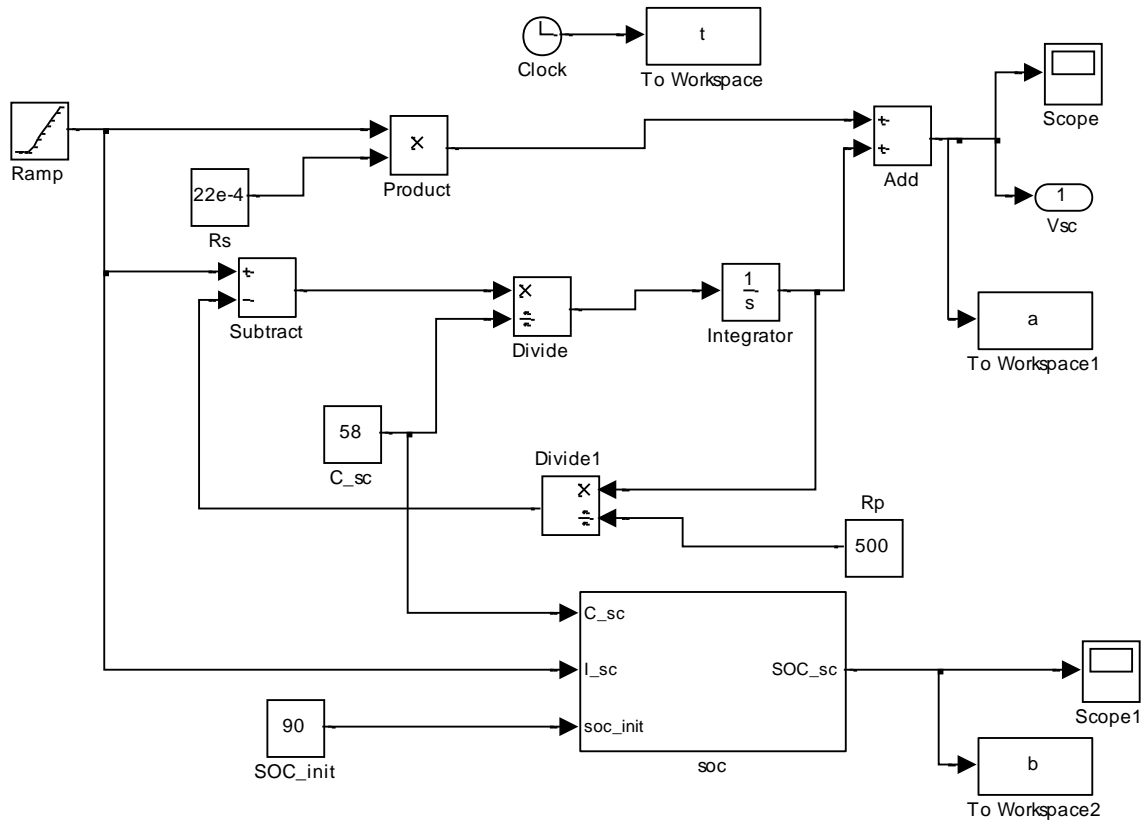 t
Clock
To Workspace
Scope
Ramp
×
Product
+
+
Add
22e-4
Rs
1
Vsc
+
−
Subtract
×
÷
Divide
1
s
Integrator
a
To Workspace1
58
C_sc
Divide1
×
÷
Rp
500
C_sc
I_sc
soc_init
SOC_sc
soc
90
SOC_init
Scope1
b
To Workspace2